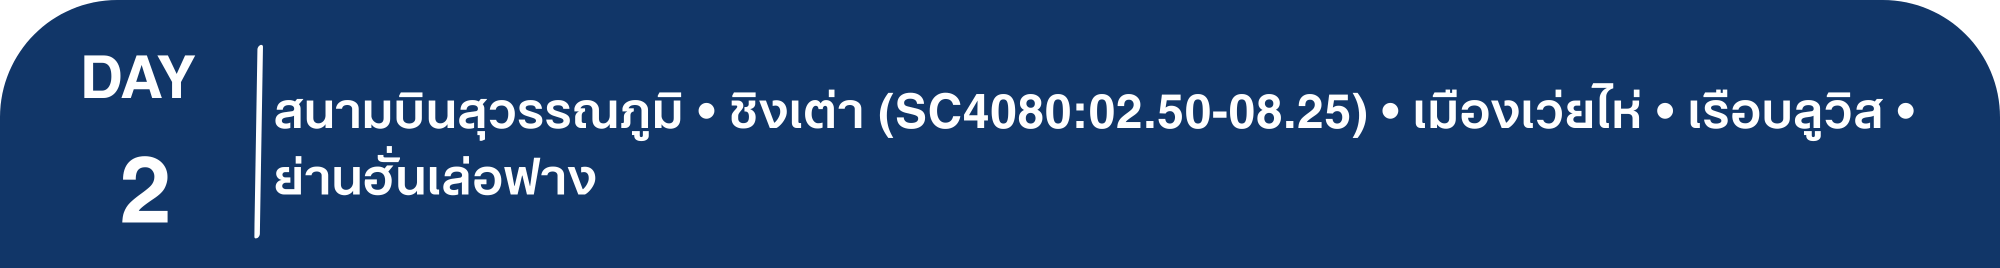 DAY
2
สนามบินสุวรรณภูมิ • ชิงเต่า (SC4080:02.50-08.25) • เมืองเว่ยไห่ • เรือบลูวิส •
ย่านฮั่นเล่อฟาง